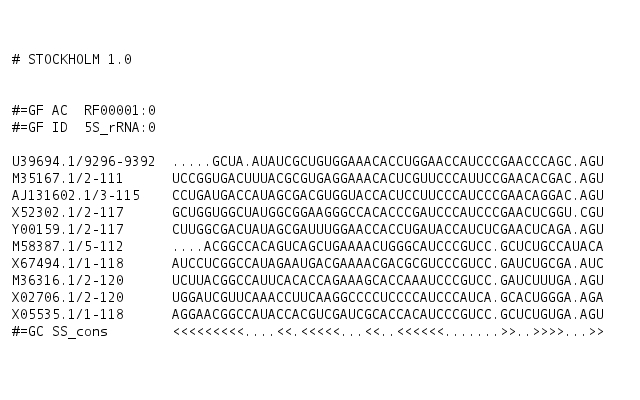 # STOCKHOLM 1.0
#=GF AC  RF00001:0
#=GF ID  5S_rRNA:0
U39694.1/9296-9392  .....GCUA.AUAUCGCUGUGGAAACACCUGGAACCAUCCCGAACCCAGC.AGU
M35167.1/2-111      UCCGGUGACUUUACGCGUGAGGAAACACUCGUUCCCAUUCCGAACACGAC.AGU
AJ131602.1/3-115    CCUGAUGACCAUAGCGACGUGGUACCACUCCUUCCCAUCCCGAACAGGAC.AGU
X52302.1/2-117      GCUGGUGGCUAUGGCGGAAGGGCCACACCCGAUCCCAUCCCGAACUCGGU.CGU
Y00159.1/2-117      CUUGGCGACUAUAGCGAUUUGGAACCACCUGAUACCAUCUCGAACUCAGA.AGU
M58387.1/5-112      ....ACGGCCACAGUCAGCUGAAAACUGGGCAUCCCGUCC.GCUCUGCCAUACA
X67494.1/1-118      AUCCUCGGCCAUAGAAUGACGAAAACGACGCGUCCCGUCC.GAUCUGCGA.AUC
M36316.1/2-120      UCUUACGGCCAUUCACACCAGAAAGCACCAAAUCCCGUCC.GAUCUUUGA.AGU
X02706.1/2-120      UGGAUCGUUCAAACCUUCAAGGCCCCUCCCCAUCCCAUCA.GCACUGGGA.AGA
X05535.1/1-118      AGGAACGGCCAUACCACGUCGAUCGCACCACAUCCCGUCC.GCUCUGUGA.AGU
#=GC SS_cons        <<<<<<<<<....<<.<<<<<...<<..<<<<<<.......>>..>>>>...>>